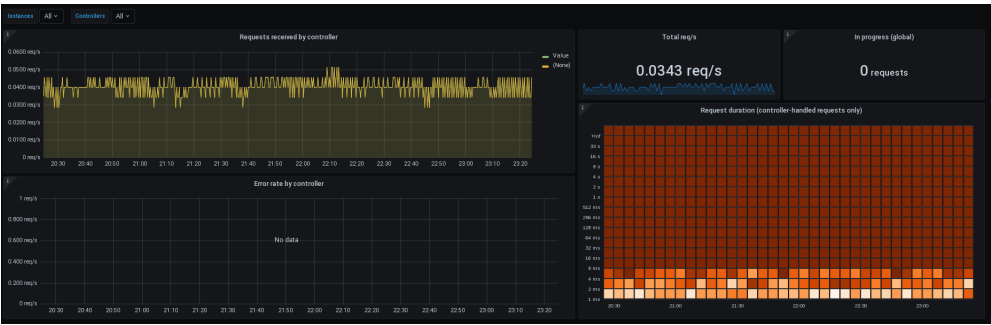 Instances All Controllers All
Requests received by controller
0.0600 req/s
0.0500 req/s
0.0400 req/s
0.0300 req/s
0.0200 req/s
0.0100 req/s
0 req/s
20:30 20:40 20:50 21:00 21:10 21:20 21:30 21:40 21:50 22:00 22:10 22:20 22:30 22:40 22:50 23:00 23:10 23:20
Value
(None)
Total req/s
0.0343 req/s
In progress (global)
0 requests
Error rate by controller
1 req/s
0.800 req/s
0.600 req/s
0.400 req/s
0.200 req/s
0 req/s
No data
20:30 20:40 20:50 21:00 21:10 21:20 21:30 21:40 21:50 22:00 22:10 22:20 22:30 22:40 22:50 23:00 23:10 23:20
Request duration (controller-handled requests only)
+Inf
33 s
16 s
8 s
4 s
2 s
1 s
512 ms
256 ms
128 ms
64 ms
32 ms
16 ms
8 ms
4 ms
2 ms
1 ms
20:30 21:00 21:30 22:00 22:30 23:00